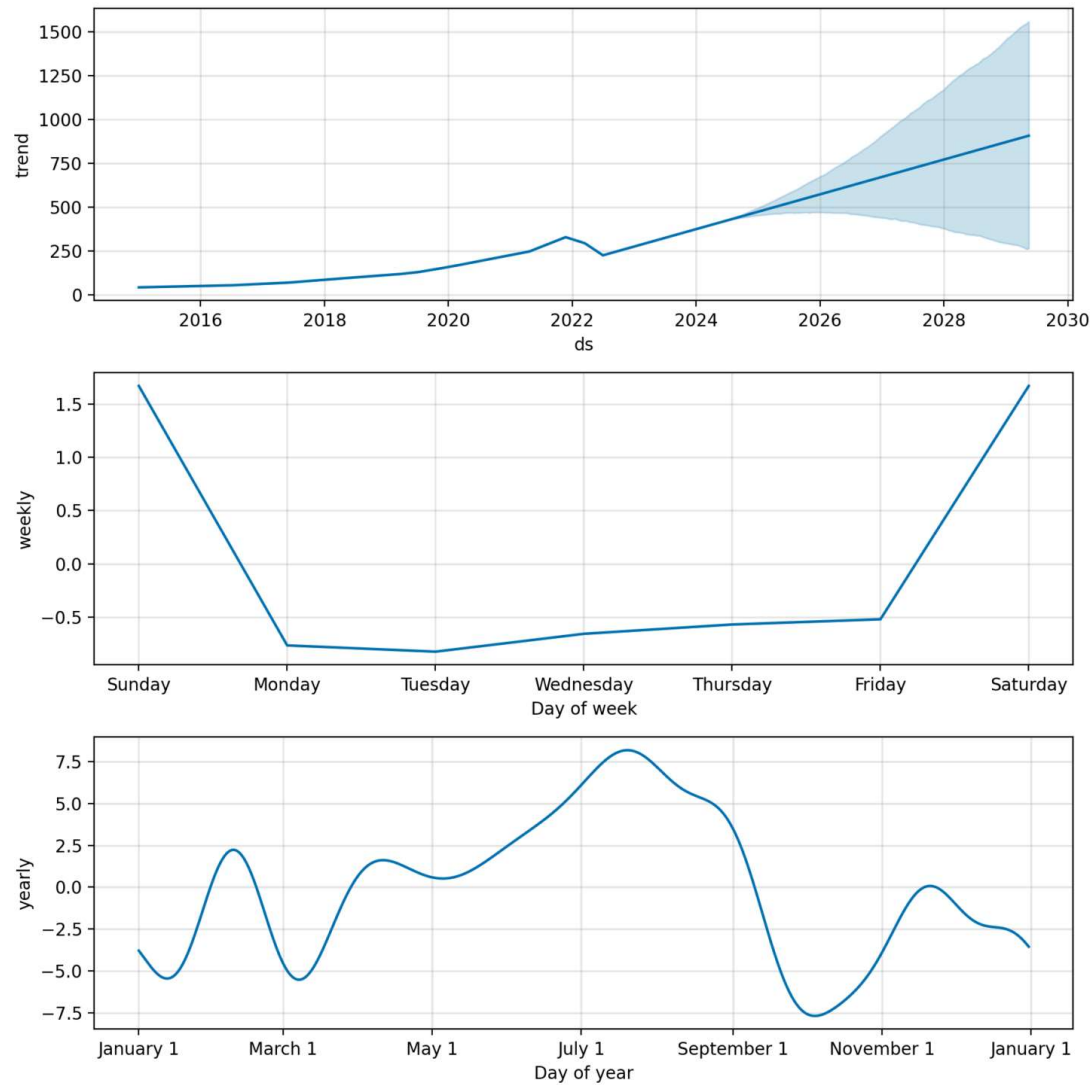 1500
1250
1000
750
500
250
0
trend
2016 2018 2020 2022 2024 2026 2028 2030
ds
1.5
1.0
0.5
0.0
−0.5
weekly
Sunday Monday Tuesday Wednesday Thursday Friday Saturday
Day of week
7.5
5.0
2.5
0.0
−2.5
−5.0
−7.5
yearly
January 1 March 1 May 1 July 1 September 1 November 1 January 1
Day of year